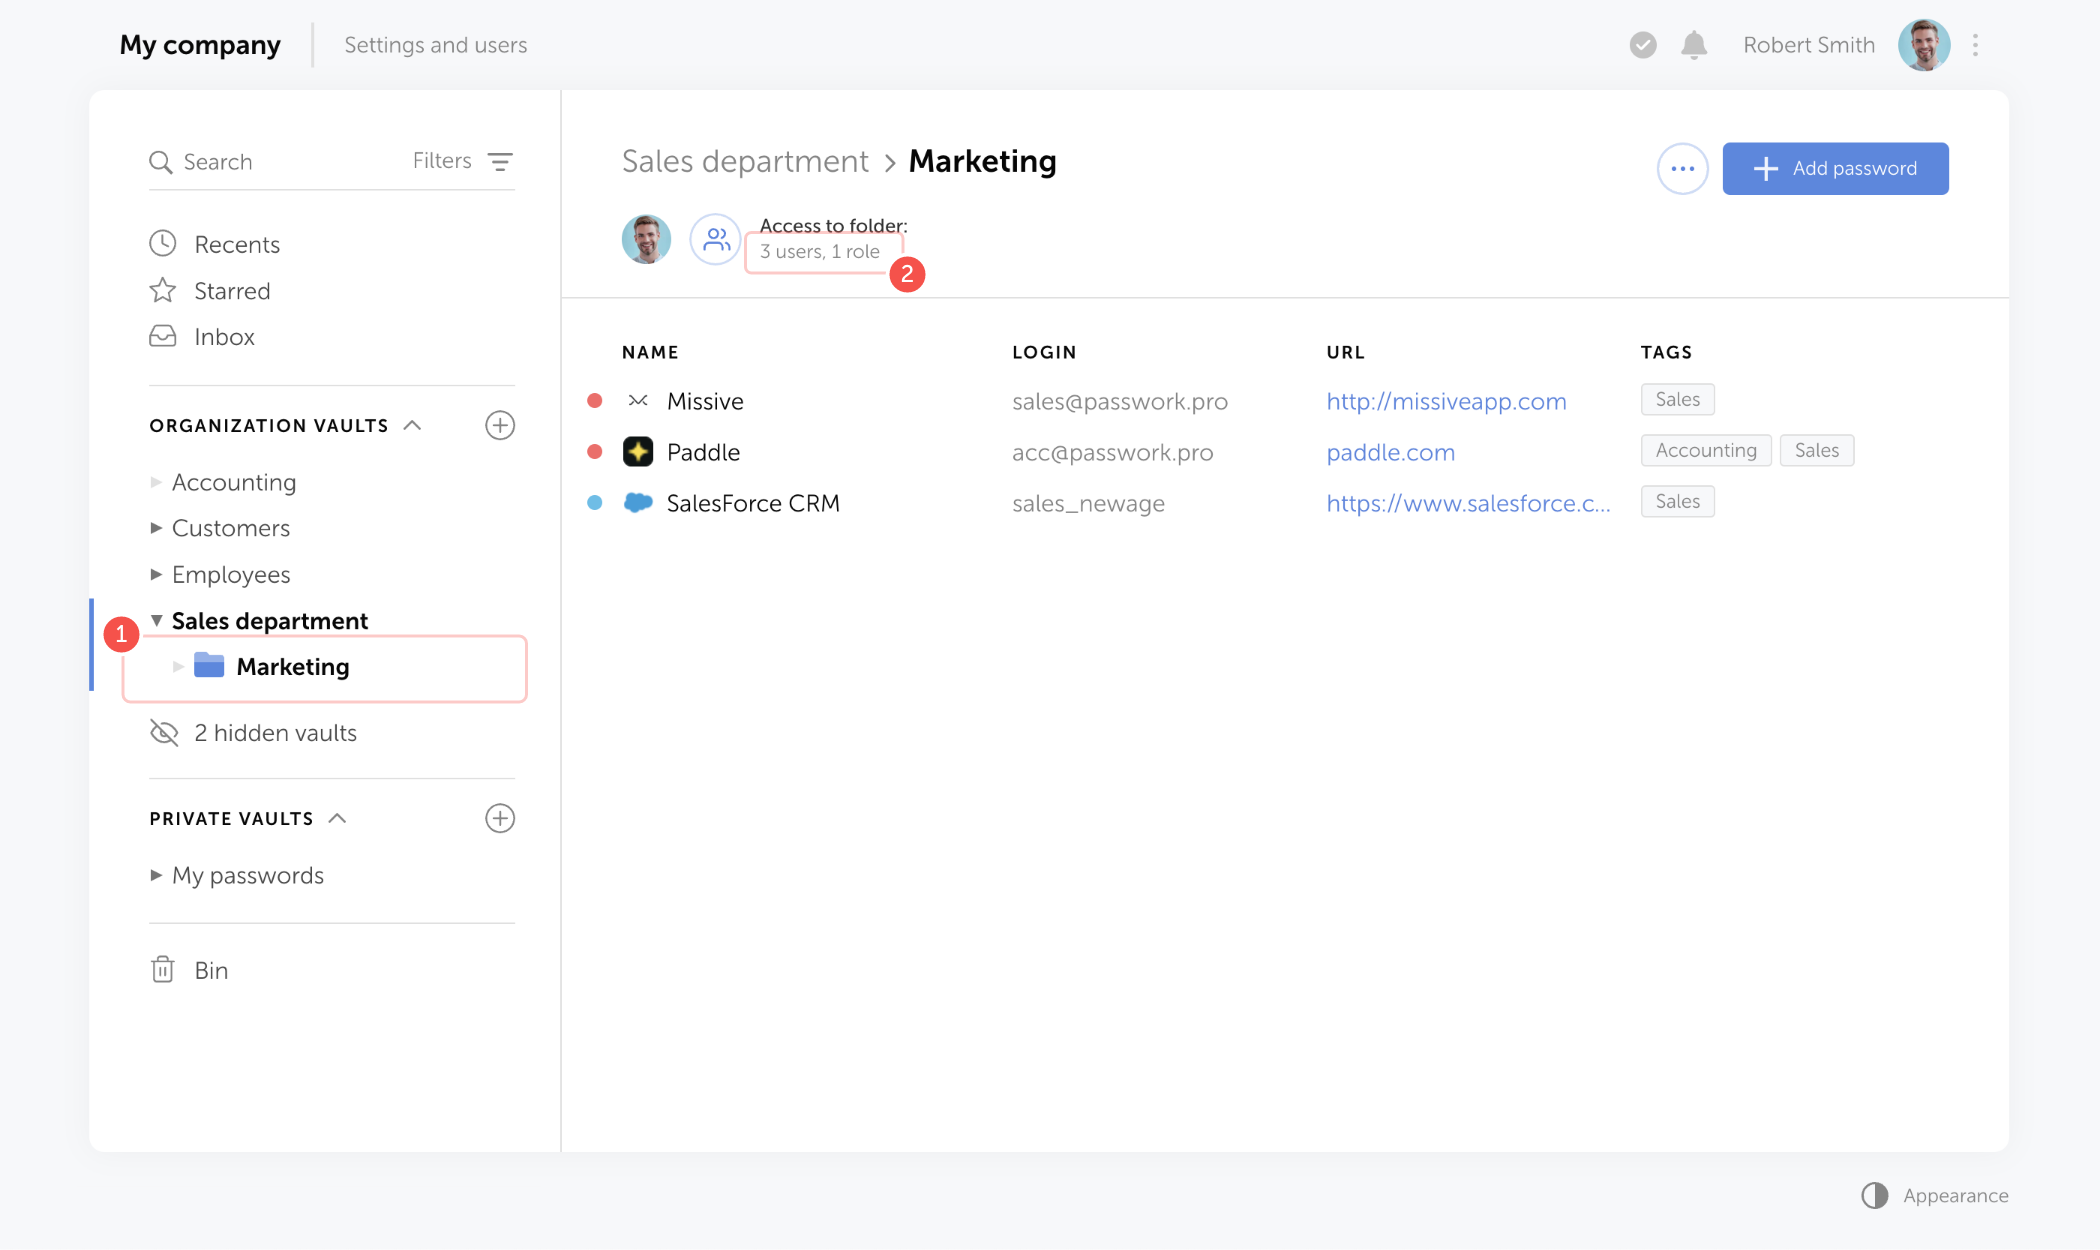 My company
Settings and users
Robert Smith
Search
Filters
Recents
Starred
Inbox
ORGANIZATION VAULTS
Accounting
Customers
Employees
Sales department
1
Marketing
2 hidden vaults
PRIVATE VAULTS
My passwords
Bin
Sales department > Marketing
Add password
Access to folder:
3 users, 1 role
2
NAME LOGIN URL TAGS
Missive sales@passwork.pro http://missiveapp.com Sales
Paddle acc@passwork.pro paddle.com Accounting Sales
SalesForce CRM sales_newage https://www.salesforce.c... Sales
Appearance